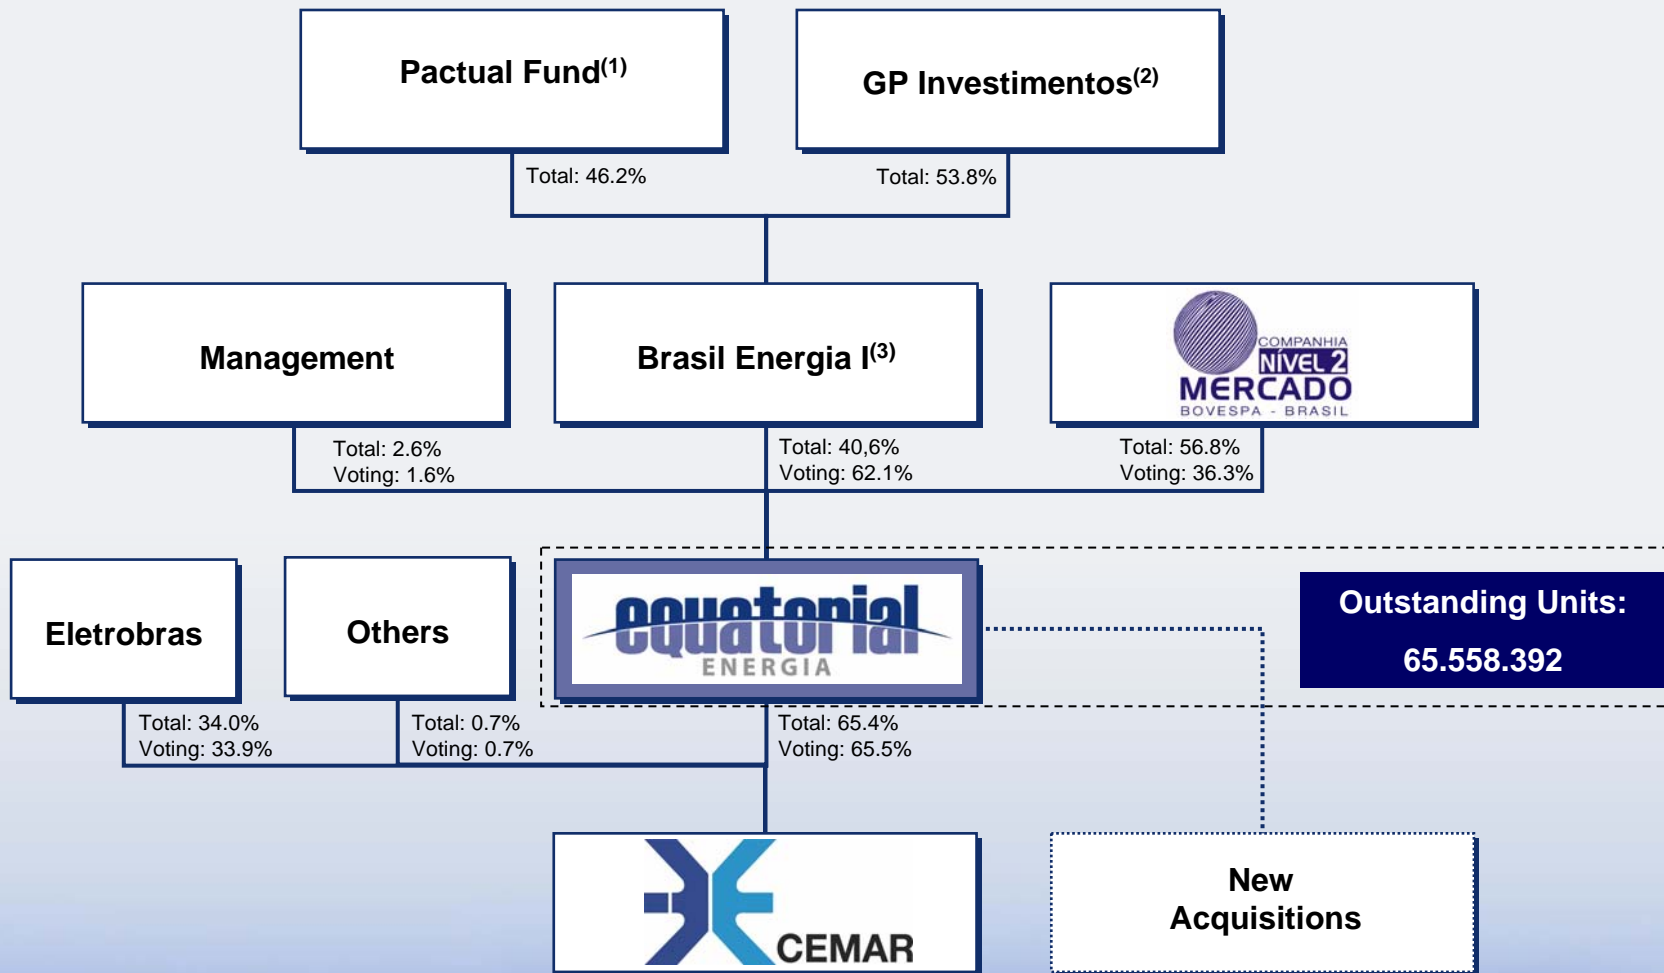 Pactual Fund(1)
GP Investimentos(2)
Total: 46.2%
Total: 53.8%
Management
Brasil Energia I(3)
COMPANHIA
NÍVEL 2
MERCADO
BOVESPA - BRASIL
Total: 2.6%
Voting: 1.6%
Total: 40,6%
Voting: 62.1%
Total: 56.8%
Voting: 36.3%
Eletrobras
Others
equatorial
ENERGIA
Outstanding Units:
65.558.392
Total: 34.0%
Voting: 33.9%
Total: 0.7%
Voting: 0.7%
Total: 65.4%
Voting: 65.5%
CEMAR
New
Acquisitions